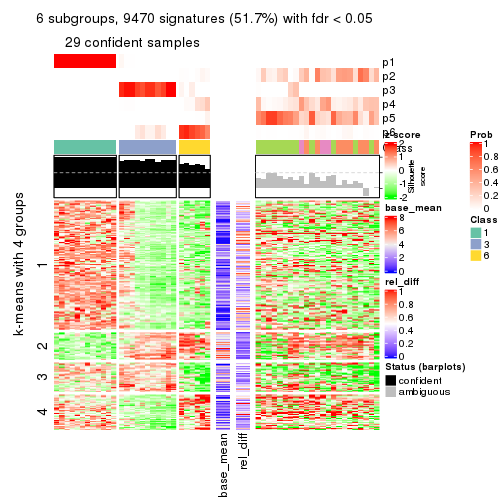 6 subgroups, 9470 signatures (51.7%) with fdr < 0.05
29 confident samples
p1
p2
p3
p4
p5
p6
Class
z-score
2
1
0
-1
-2
Silhouette
score
Prob
1
0.8
0.6
0.4
0.2
0
base_mean
8
6
4
2
0
Class
1
3
6
rel_diff
1
0.8
0.6
0.4
0.2
0
Status (barplots)
confident
ambiguous
k-means with 4 groups
1
2
3
4
base_mean
rel_diff